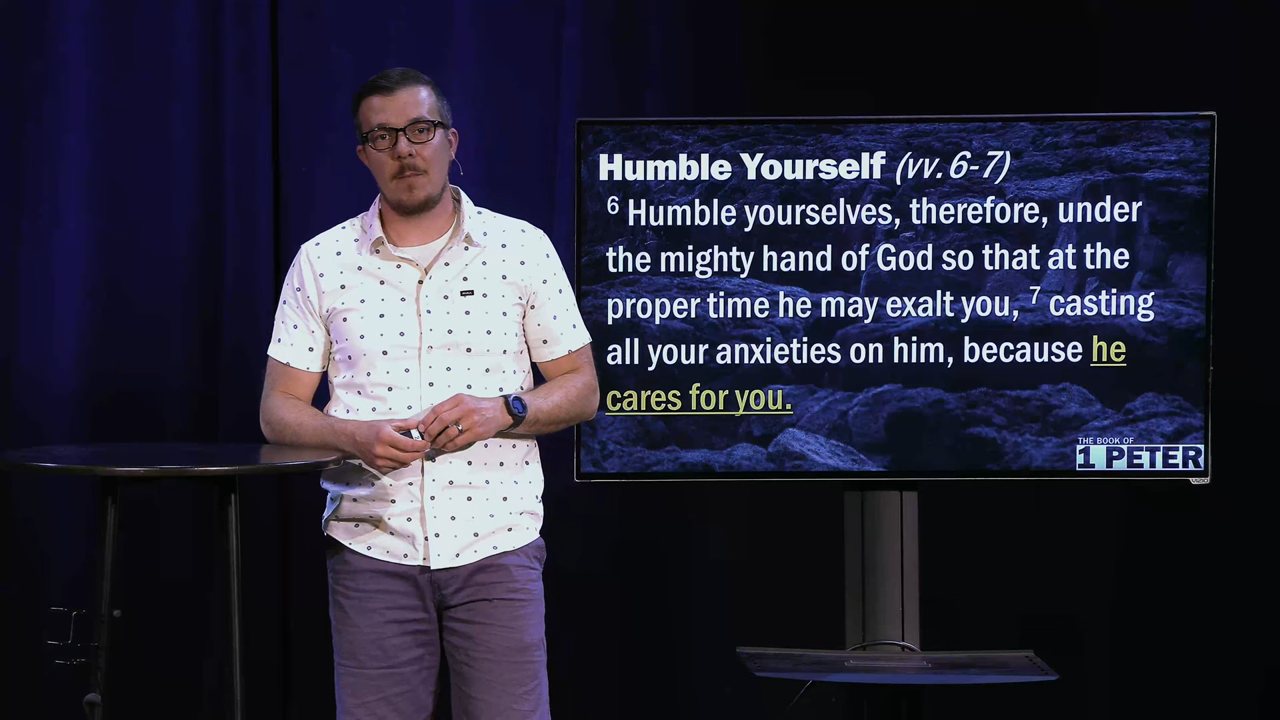 Humble Yourself (vv. 6-7)
6 Humble yourselves, therefore, under
the mighty hand of God so that at the
proper time he may exalt you, 7 casting
all your anxieties on him, because he
cares for you.
THE BOOK OF
1 PETER